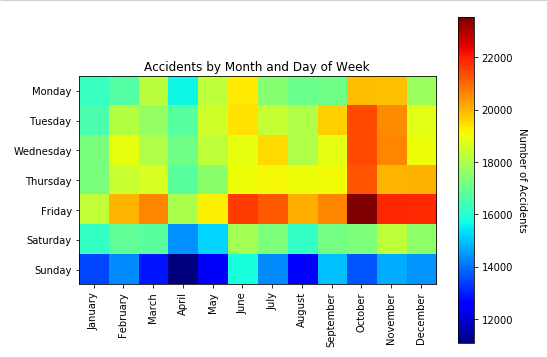 Accidents by Month and Day of Week
Monday
Tuesday
Wednesday
Thursday
Friday
Saturday
Sunday
January
February
March
April
May
June
July
August
September
October
November
December
22000
20000
18000
16000
14000
12000
Number of Accidents